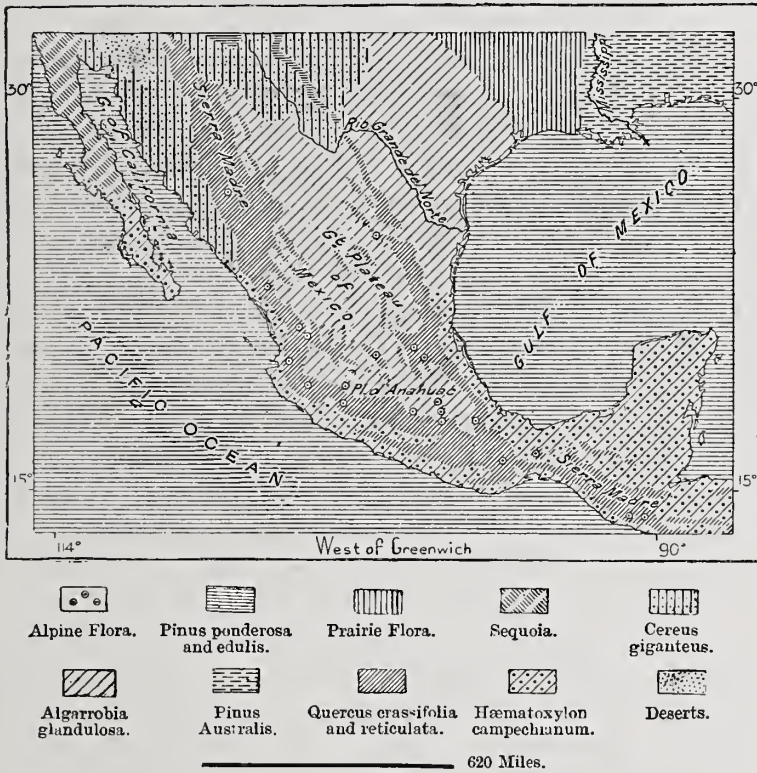 30°
30°
Mississippi
G. of California
Sierra Madre
Rio Grande del Norte
Gt. Plateau
of
Mexico
GULF OF MEXICO
PACIFIC OCEAN
Pl. d Anahuac
Sierra Madre
15°
15°
114°
West of Greenwich
90°
Alpine Flora.
Pinus ponderosa
and edulis.
Prairie Flora.
Sequoia.
Cereus
giganteus.
Algarrobia
glandulosa.
Pinus
Australis.
Quercus crassifolia
and reticulata.
Hæmatoxylon
campechianum.
Deserts.
620 Miles.